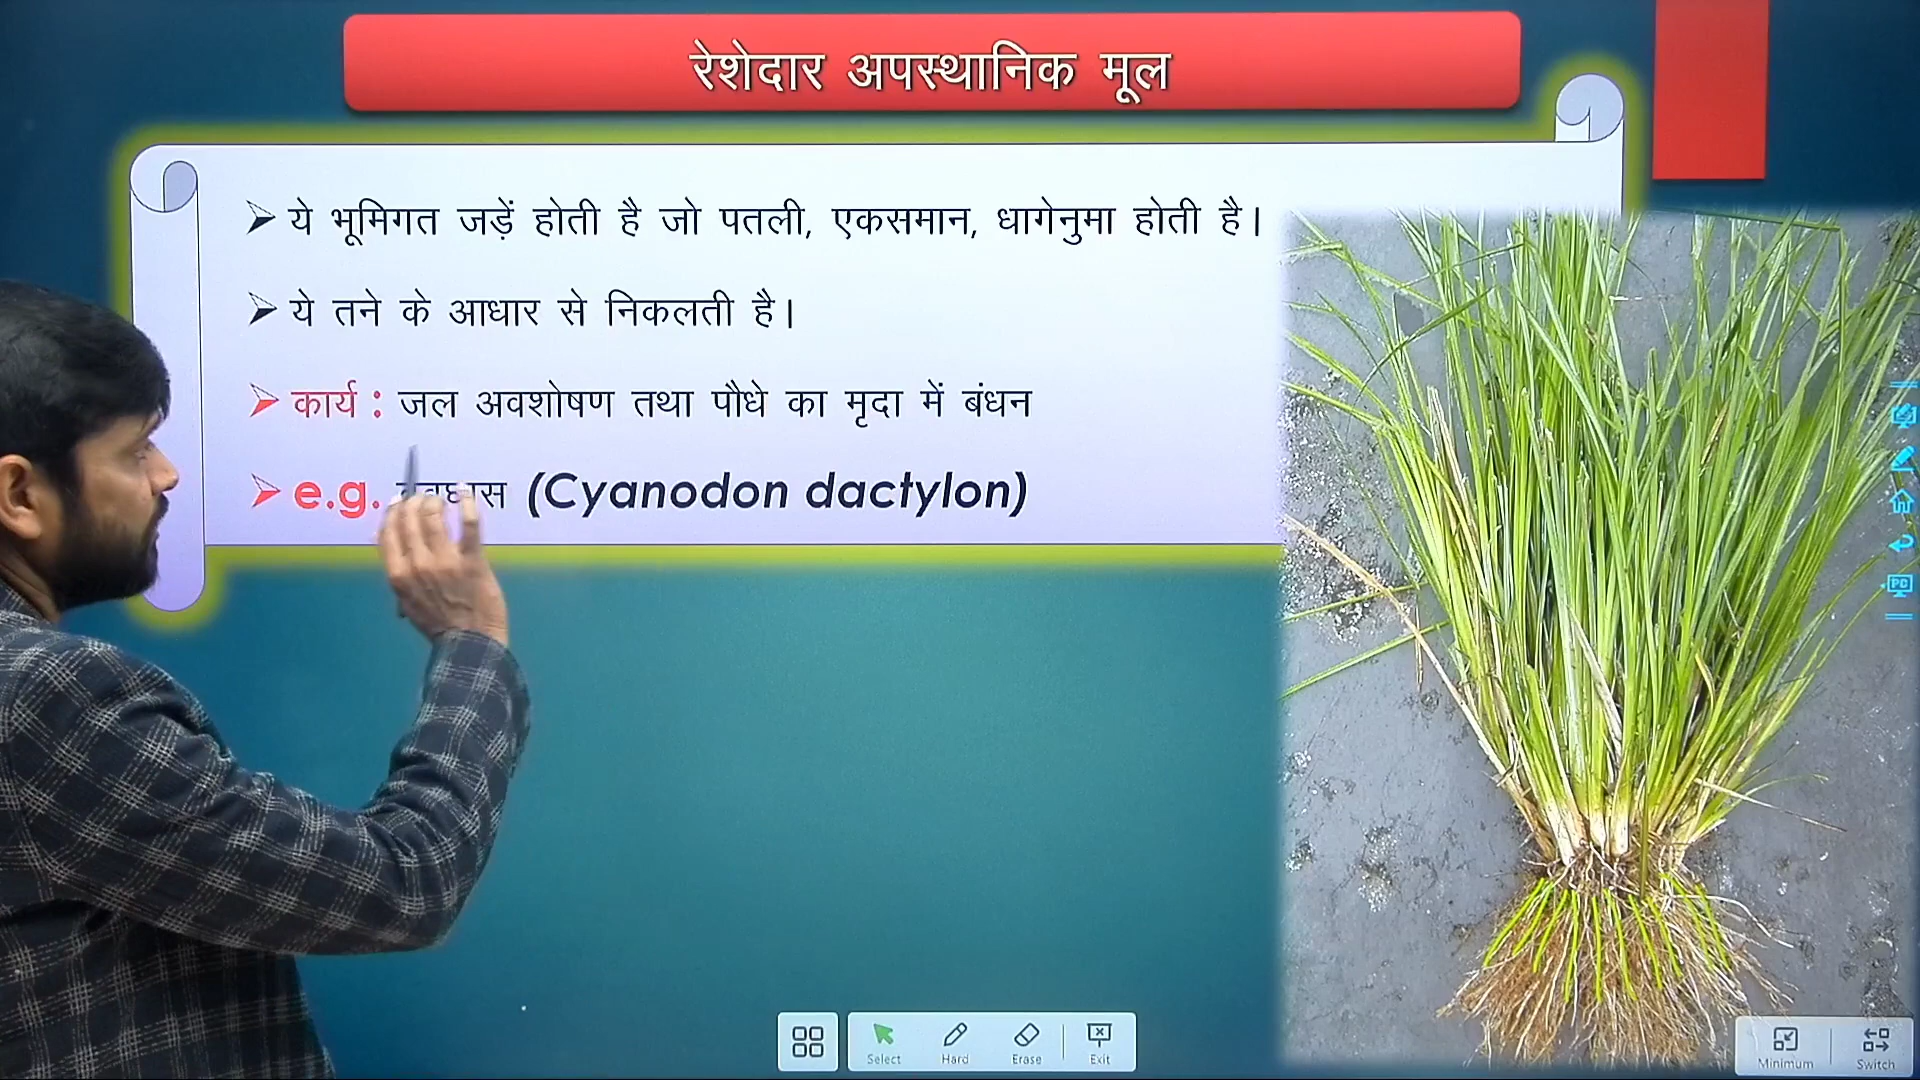 रेशेदार अपस्थानिक मूल
ये भूमिगत जड़ें होती है जो पतली, एकसमान, धागेनुमा होती है।
ये तने के आधार से निकलती है।
कार्य : जल अवशोषण तथा पौधे का मृदा में बंधन
e.g. (Cyanodon dactylon)
Select
Hard
Erase
Exit
Minimum
Switch
PC